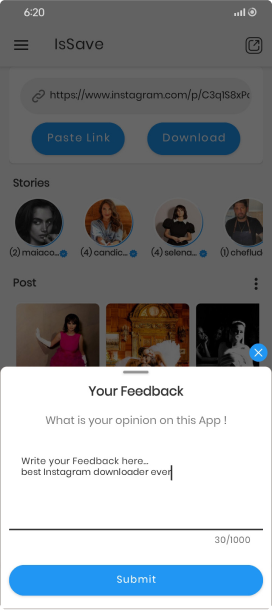 6:20
IsSave
https://www.instagram.com/p/C3q1S8xPc
Paste Link
Download
Stories
(2) maiaco...
(4) candic...
(4) selena...
(1) cheflud
Post
Your Feedback
What is your opinion on this App !
Write your Feedback here...
best Instagram downloader ever
30/1000
Submit